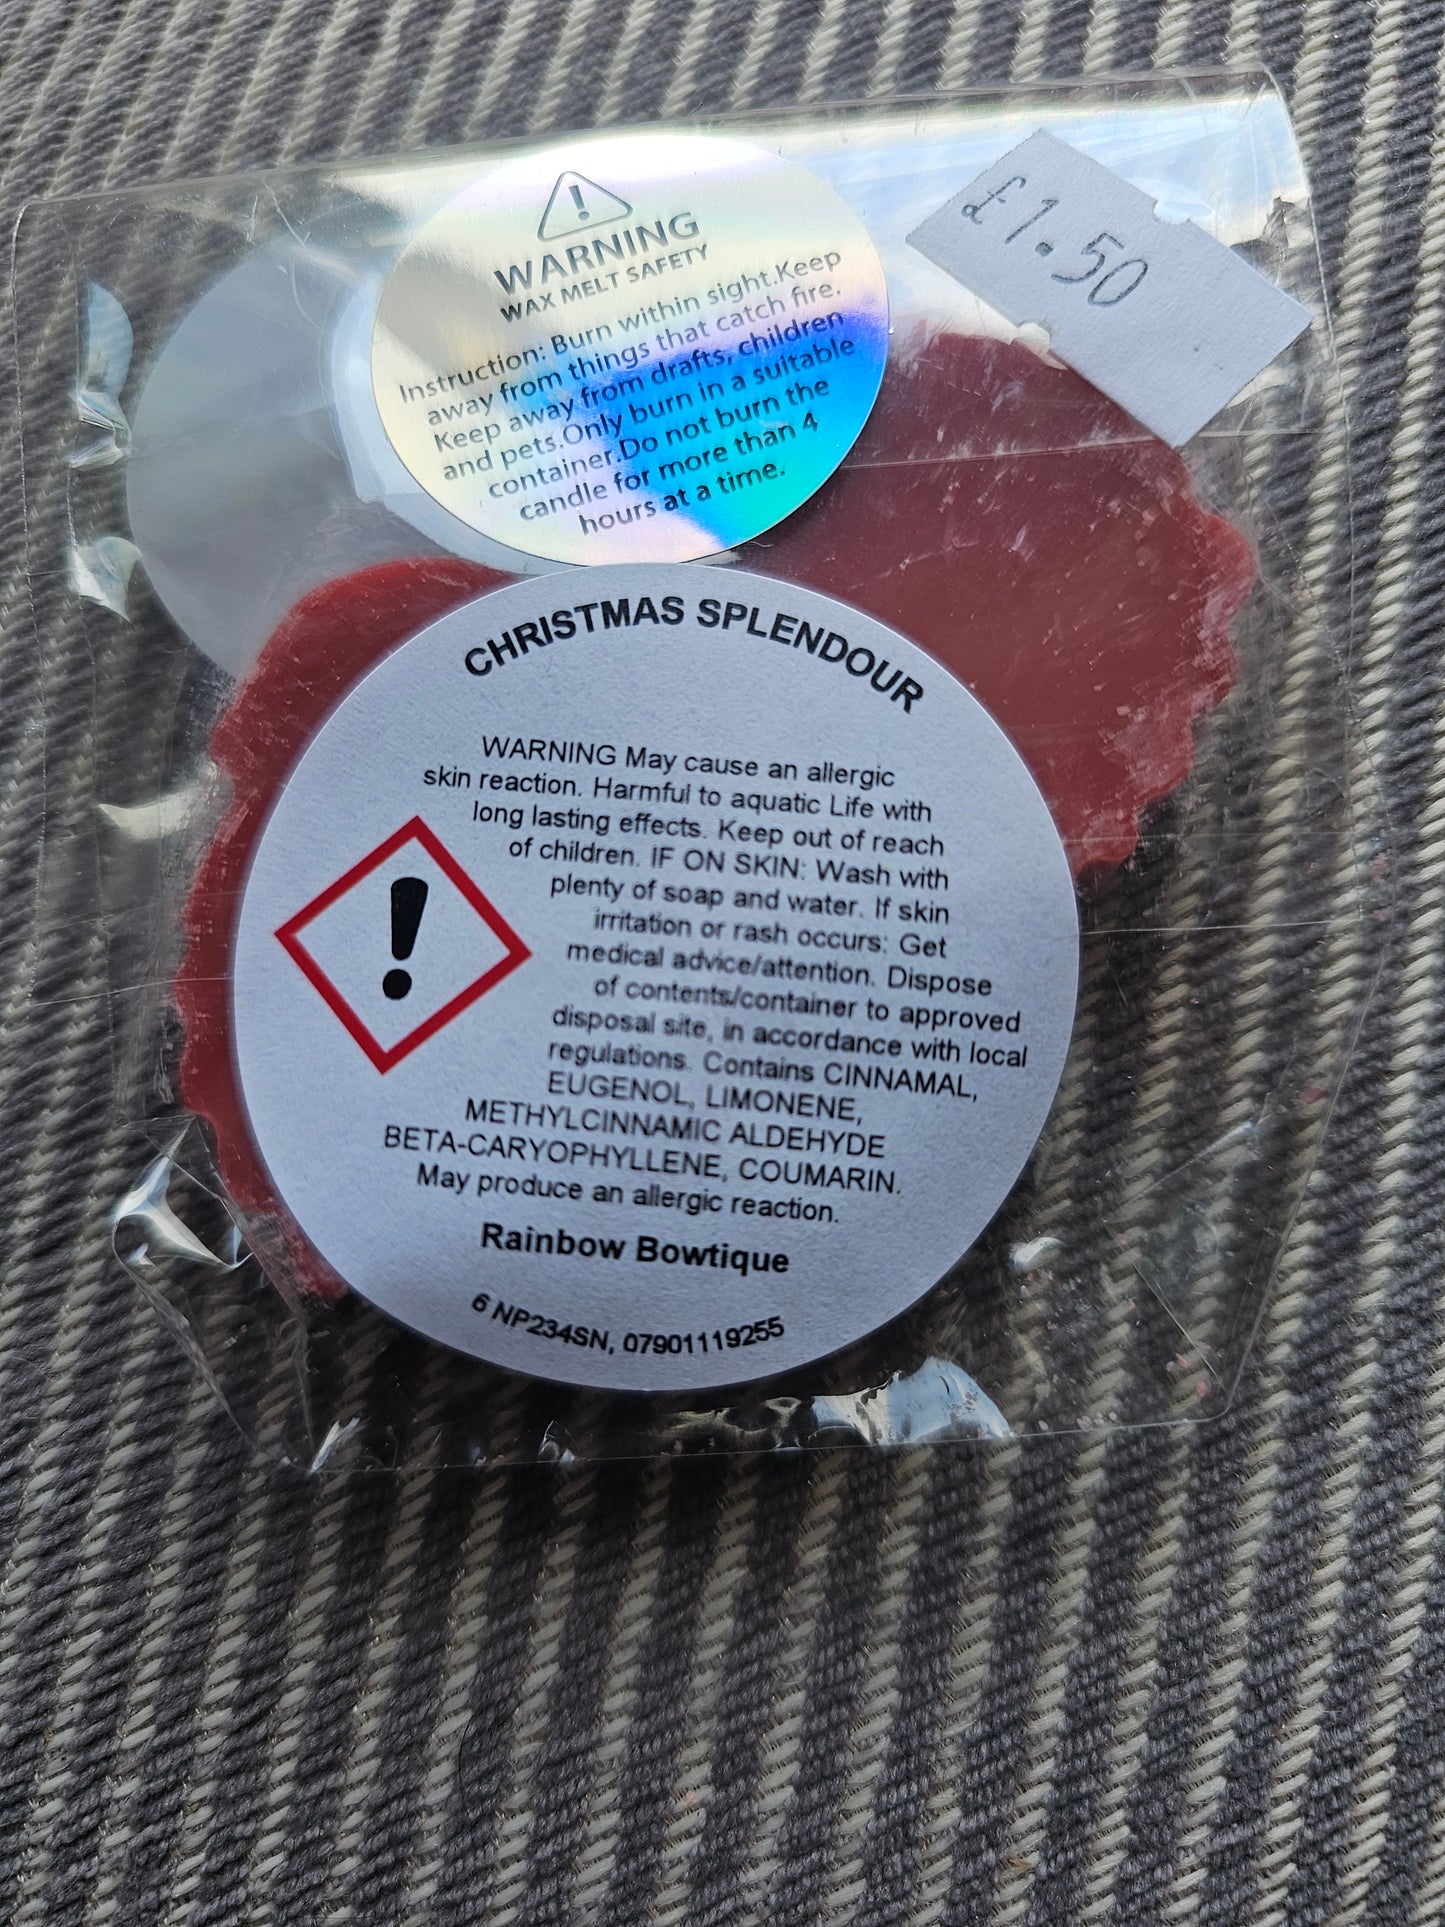 £1.50
!
WARNING
WAX MELT SAFETY
Instruction: Burn within sight.Keep
away from things that catch fire.
Keep away from drafts, children
and pets.Only burn in a suitable
container.Do not burn the
candle for more than 4
hours at a time.
CHRISTMAS SPLENDOUR
WARNING May cause an allergic
skin reaction. Harmful to aquatic Life with
long lasting effects. Keep out of reach
of children. IF ON SKIN: Wash with
plenty of soap and water. If skin
irritation or rash occurs: Get
medical advice/attention. Dispose
of contents/container to approved
disposal site, in accordance with local
regulations. Contains CINNAMAL,
EUGENOL, LIMONENE,
METHYLCINNAMIC ALDEHYDE
BETA-CARYOPHYLLENE, COUMARIN.
May produce an allergic reaction.
!
Rainbow Bowtique
6 NP234SN, 07901119255